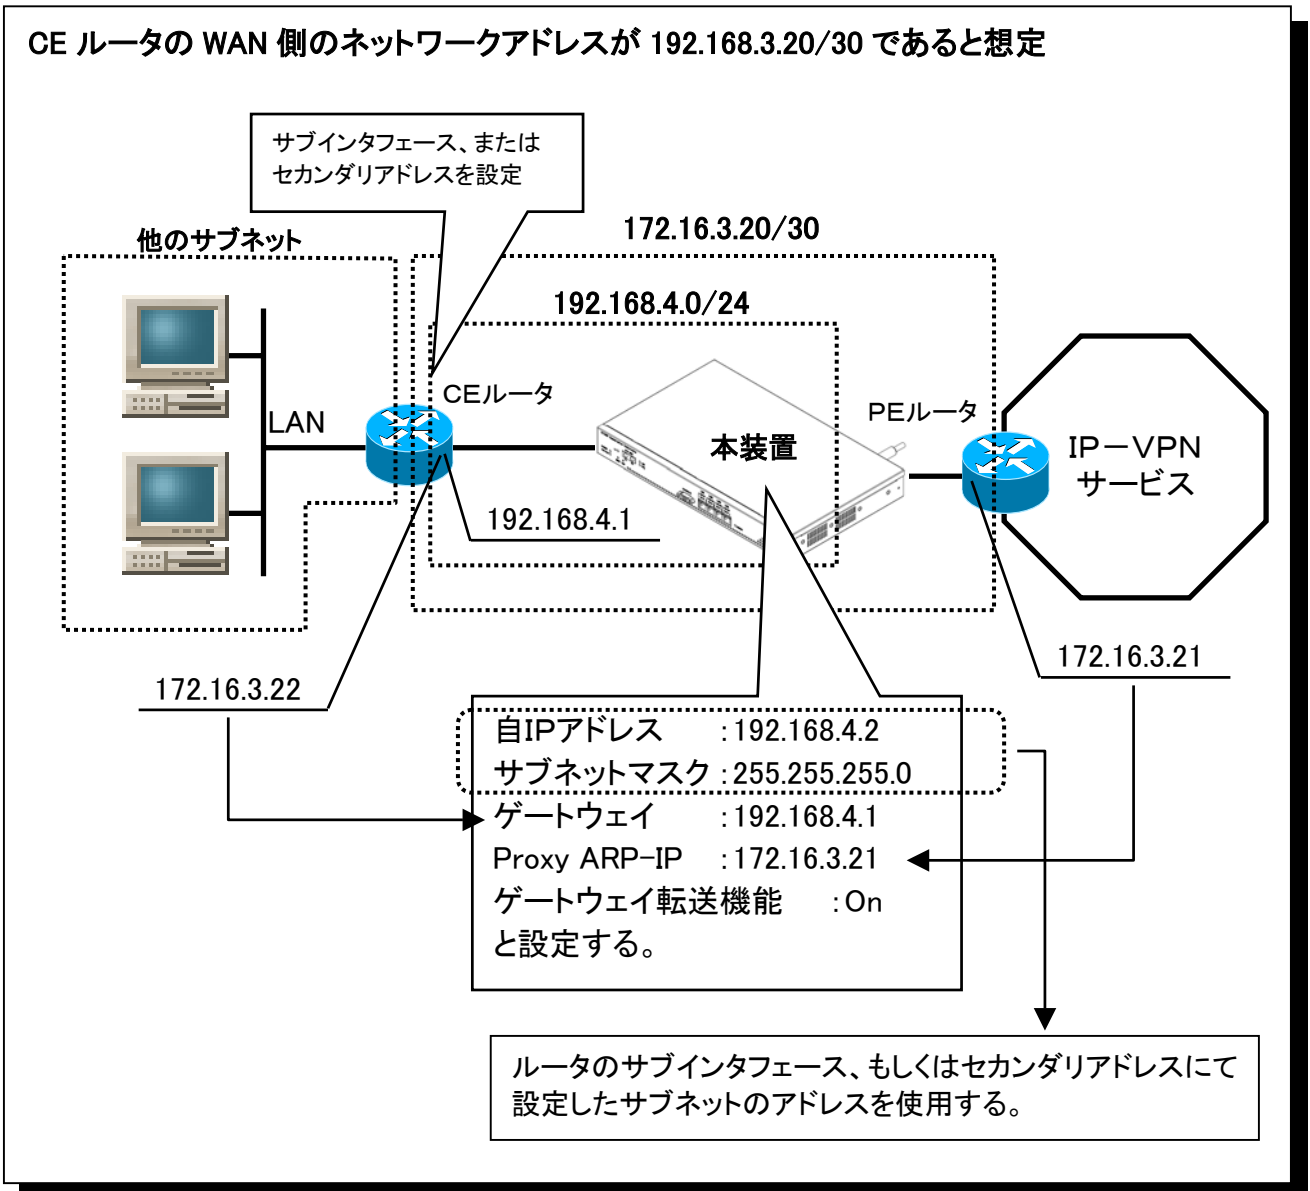 CE ルータの WAN 側のネットワークアドレスが 192.168.3.20/30 であると想定
サブインタフェース、または
セカンダリアドレスを設定
172.16.3.20/30
他のサブネット
192.168.4.0/24
CEルータ
PEルータ
LAN
本装置
IP－VPN
サービス
192.168.4.1
172.16.3.21
172.16.3.22
自IPアドレス ：192.168.4.2
サブネットマスク：255.255.255.0
ゲートウェイ ：192.168.4.1
Proxy ARP-IP ：172.16.3.21
ゲートウェイ転送機能 ：On
と設定する。
ルータのサブインタフェース、もしくはセカンダリアドレスにて
設定したサブネットのアドレスを使用する。